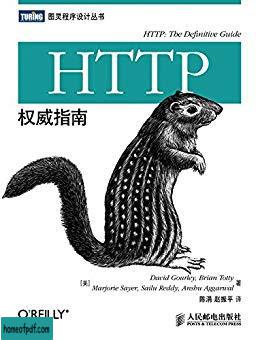 TURING 图灵程序设计丛书
HTTP: The Definitive Guide
HTTP
权威指南
David Gourley, Brian Totty
[美] 著
Marjorie Sayer, Sailu Reddy, Anshu Aggarwal
陈涓 赵振平 译
O'REILLY®
人民邮电出版社
POSTS & TELECOM PRESS
homeofpdf.com